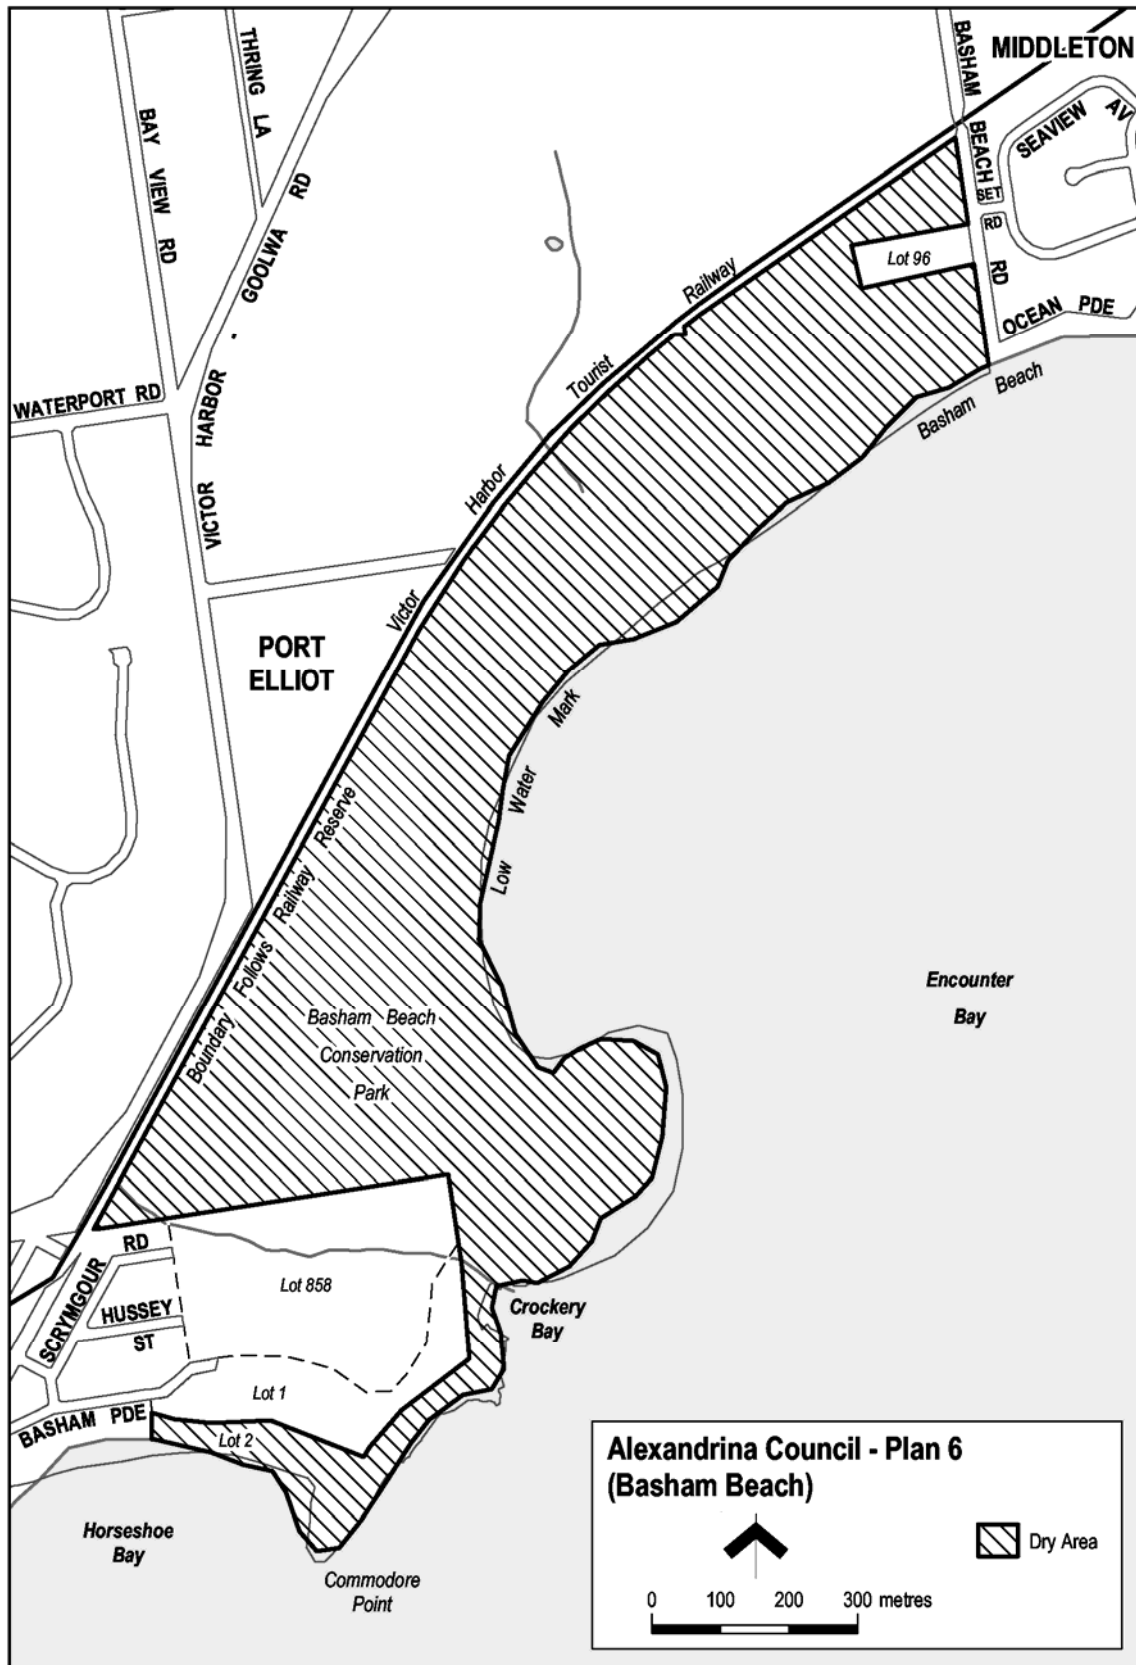 MIDDLETON
BASHAM BEACH RD
SEAVIEW AV
SET
RD
OCEAN PDE
THRING LA
BAY VIEW RD
GOOLWA RD
VICTOR HARBOR
WATERPORT RD
Lot 96
Victor Harbor Tourist Railway
Basham Beach
PORT
ELLIOT
Low Water Mark
Boundary Follows Railway Reserve
Encounter
Bay
Basham Beach
Conservation
Park
SCRYMGOUR RD
HUSSEY
ST
BASHAM PDE
Lot 858
Lot 1
Lot 2
Crockery
Bay
Horseshoe
Bay
Commodore
Point
Alexandrina Council - Plan 6
(Basham Beach)
Dry Area
0 100 200 300 metres